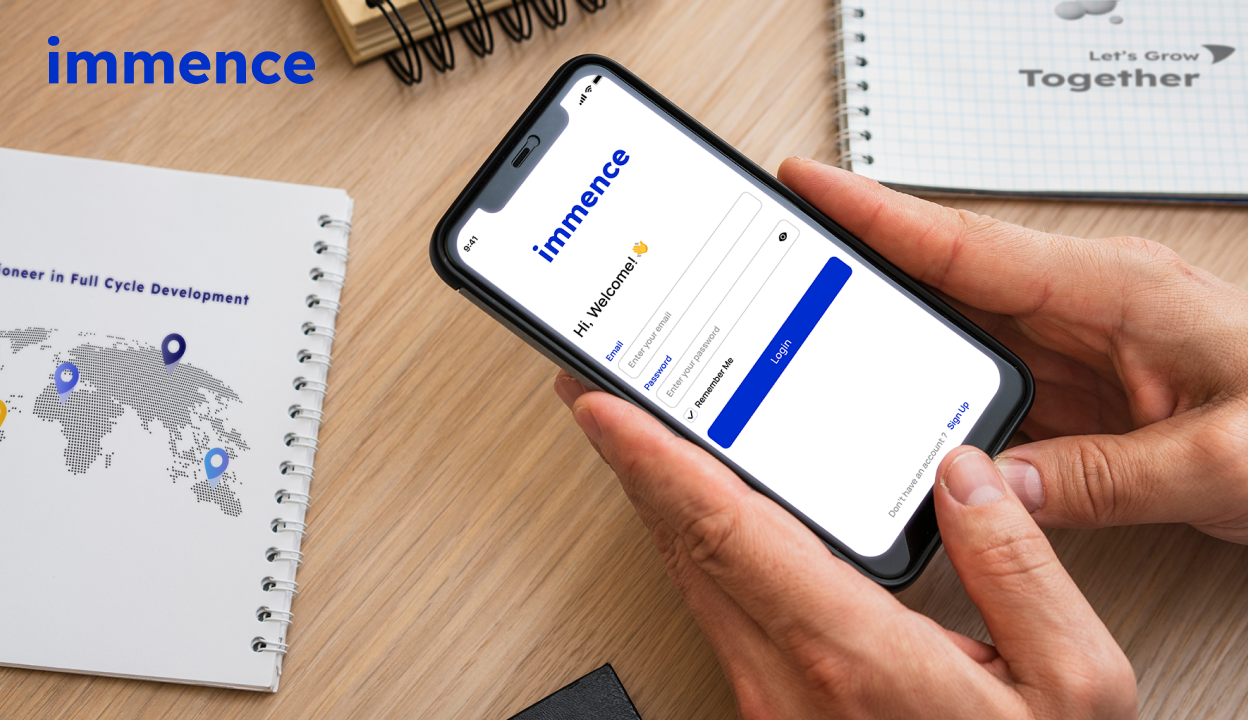 immence
Let's Grow
Together
in Full Cycle Development
9:41
immence
Hi, Welcome! 👋
Email
Enter your email
Password
Enter your password
Remember Me
Login
Don't have an account ? Sign Up